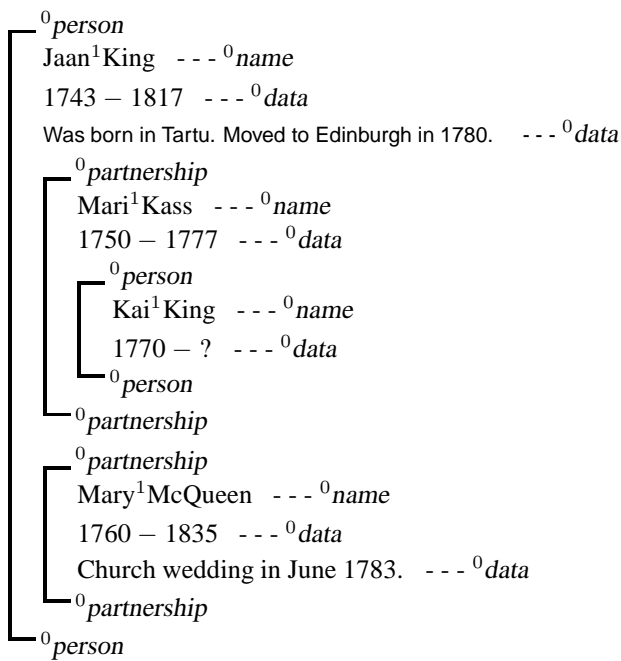 ⁰person
Jaan¹King - - - ⁰name
1743 – 1817 - - - ⁰data
Was born in Tartu. Moved to Edinburgh in 1780. - - - ⁰data
⁰partnership
Mari¹Kass - - - ⁰name
1750 – 1777 - - - ⁰data
⁰person
Kai¹King - - - ⁰name
1770 – ? - - - ⁰data
⁰person
⁰partnership
⁰partnership
Mary¹McQueen - - - ⁰name
1760 – 1835 - - - ⁰data
Church wedding in June 1783. - - - ⁰data
⁰partnership
⁰person